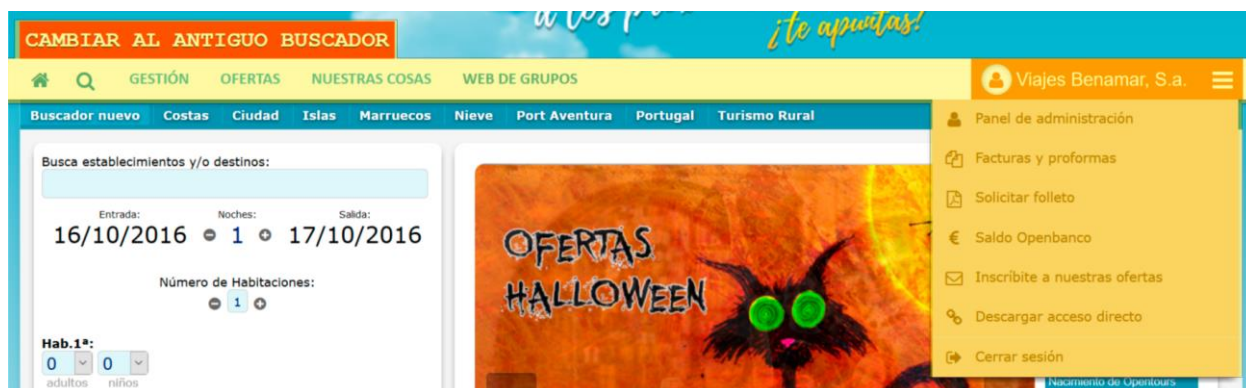 a los
¡te apuntas!
CAMBIAR AL ANTIGUO BUSCADOR
GESTIÓN OFERTAS NUESTRAS COSAS WEB DE GRUPOS Viajes Benamar, S.a.
Buscador nuevo Costas Ciudad Islas Marruecos Nieve Port Aventura Portugal Turismo Rural
Panel de administración
Facturas y proformas
Solicitar folleto
€ Saldo Openbanco
Inscribite a nuestras ofertas
Descargar acceso directo
Cerrar sesión
Busca establecimientos y/o destinos:
Entrada: Noches: Salida:
16/10/2016 1 17/10/2016
Número de Habitaciones:
1
Hab.1ª:
0 0
adultos niños
OFERTAS
HALLOWEEN
Nacimiento de Opentours